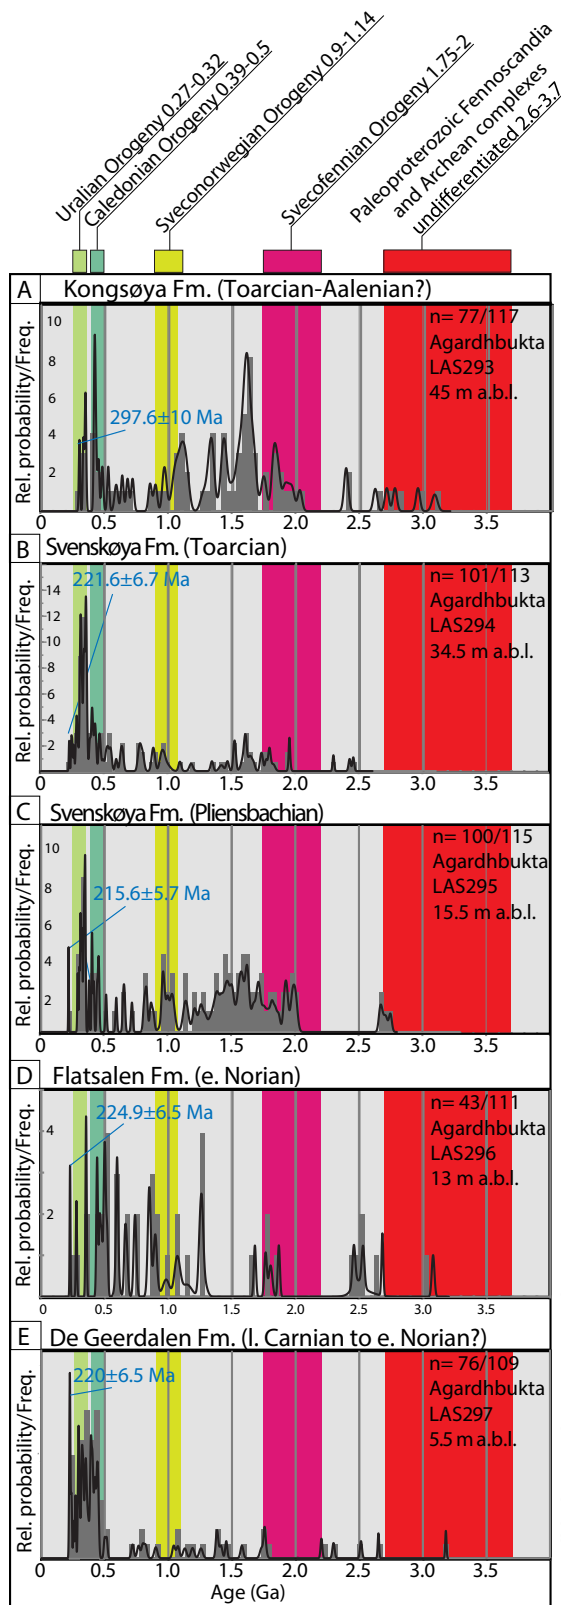 Uralian Orogeny 0.27-0.32
Caledonian Orogeny 0.39-0.5
Sveconorwegian Orogeny 0.9-1.14
Svecofennian Orogeny 1.75-2
Paleoproterozoic Fennoscandia
and Archean complexes
undifferentiated 2.6-3.7
A
Kongsøya Fm. (Toarcian-Aalenian?)
Rel. probability/Freq.
10
8
6
4
2
297.6±10 Ma
n= 77/117
Agardhbukta
LAS293
45 m a.b.l.
0 0.5 1.0 1.5 2.0 2.5 3.0 3.5
B
Svenskøya Fm. (Toarcian)
Rel. probability/Freq.
14
12
10
8
6
4
2
221.6±6.7 Ma
n= 101/113
Agardhbukta
LAS294
34.5 m a.b.l.
0 0.5 1.0 1.5 2.0 2.5 3.0 3.5
C
Svenskøya Fm. (Pliensbachian)
Rel. probability/Freq.
10
8
6
4
2
215.6±5.7 Ma
n= 100/115
Agardhbukta
LAS295
15.5 m a.b.l.
0 0.5 1.0 1.5 2.0 2.5 3.0 3.5
D
Flatsalen Fm. (e. Norian)
Rel. probability/Freq.
4
2
224.9±6.5 Ma
n= 43/111
Agardhbukta
LAS296
13 m a.b.l.
0 0.5 1.0 1.5 2.0 2.5 3.0 3.5
E
De Geerdalen Fm. (l. Carnian to e. Norian?)
Rel. probability/Freq.
220±6.5 Ma
n= 76/109
Agardhbukta
LAS297
5.5 m a.b.l.
0.0 0.5 1.0 1.5 2.0 2.5 3.0 3.5
Age (Ga)